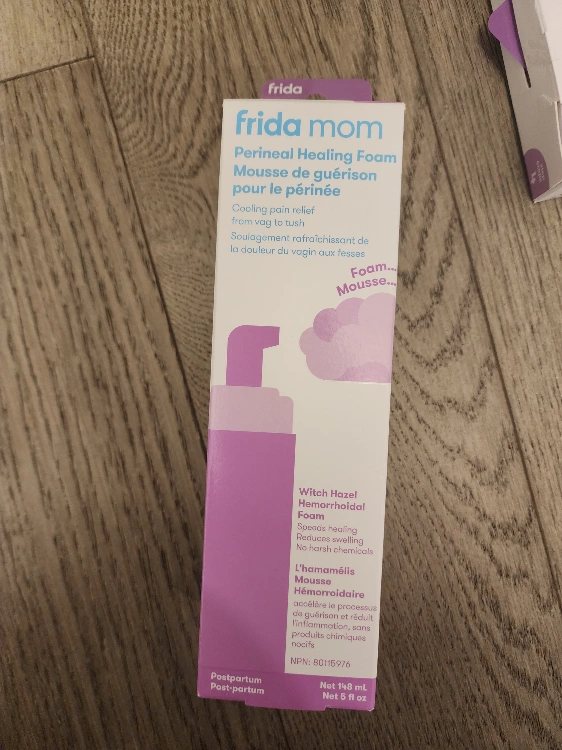 frida
frida mom
Perineal Healing Foam
Mousse de guérison
pour le périnée
Cooling pain relief
from vag to tush
Soulagement rafraîchissant de
la douleur du vagin aux fesses
Foam...
Mousse...
Witch Hazel
Hemorrhoidal
Foam
Speeds healing
Reduces swelling
No harsh chemicals
L'hamamélis
Mousse
Hémorroïdaire
accélère le processus
de guérison et réduit
l'inflammation, sans
produits chimiques
nocifs
NPN: 80115976
Postpartum
Post-partum
Net 148 mL
Net 5 fl oz